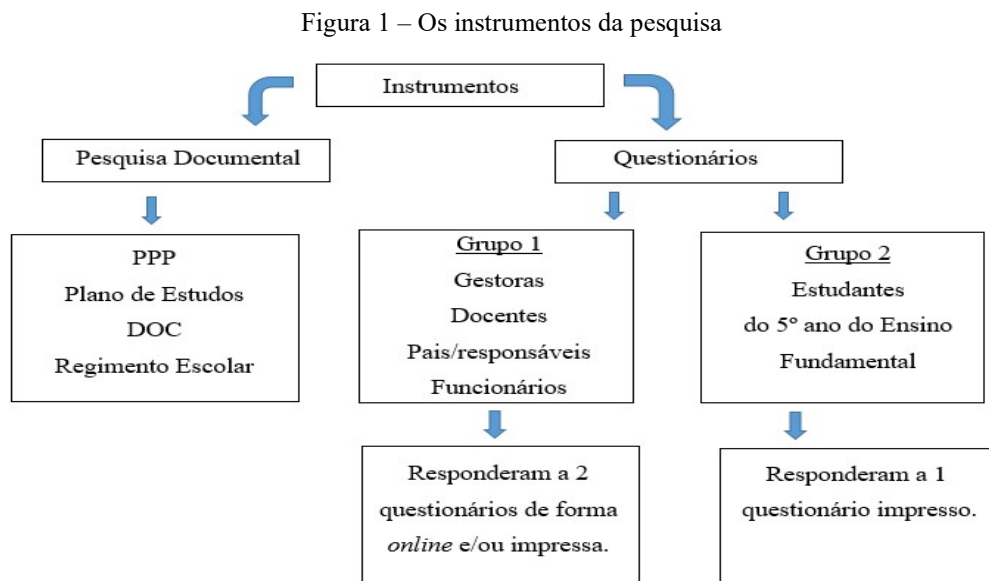 Figura 1 – Os instrumentos da pesquisa
Instrumentos
Pesquisa Documental
Questionários
PPP
Plano de Estudos
DOC
Regimento Escolar
Grupo 1
Gestoras
Docentes
Pais/responsáveis
Funcionários
Grupo 2
Estudantes
do 5º ano do Ensino
Fundamental
Responderam a 2
questionários de forma
online e/ou impressa.
Responderam a 1
questionário impresso.